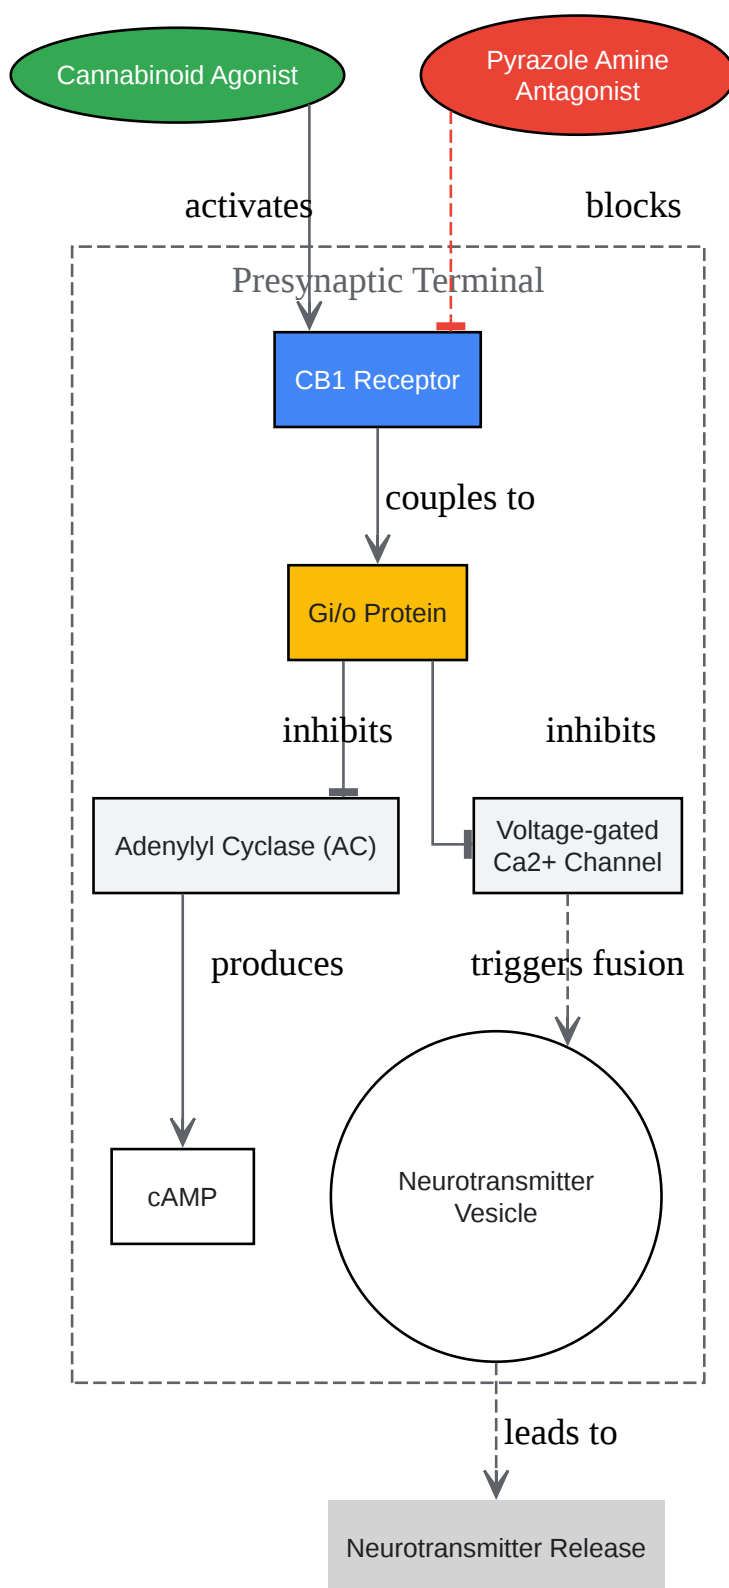 Cannabinoid Agonist
Pyrazole Amine
Antagonist
activates
blocks
Presynaptic Terminal
CB1 Receptor
couples to
Gi/o Protein
inhibits
inhibits
Adenylyl Cyclase (AC)
Voltage-gated
Ca2+ Channel
produces
triggers fusion
cAMP
Neurotransmitter
Vesicle
leads to
Neurotransmitter Release